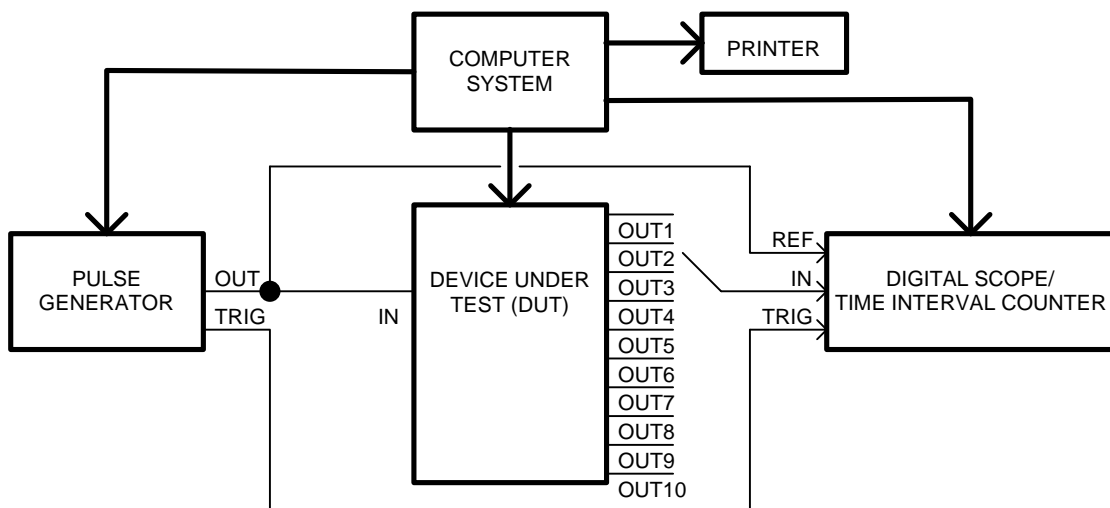 COMPUTER
SYSTEM
PRINTER
PULSE
GENERATOR
OUT
TRIG
IN
DEVICE UNDER
TEST (DUT)
OUT1
OUT2
OUT3
OUT4
OUT5
OUT6
OUT7
OUT8
OUT9
OUT10
REF
IN
TRIG
DIGITAL SCOPE/
TIME INTERVAL COUNTER